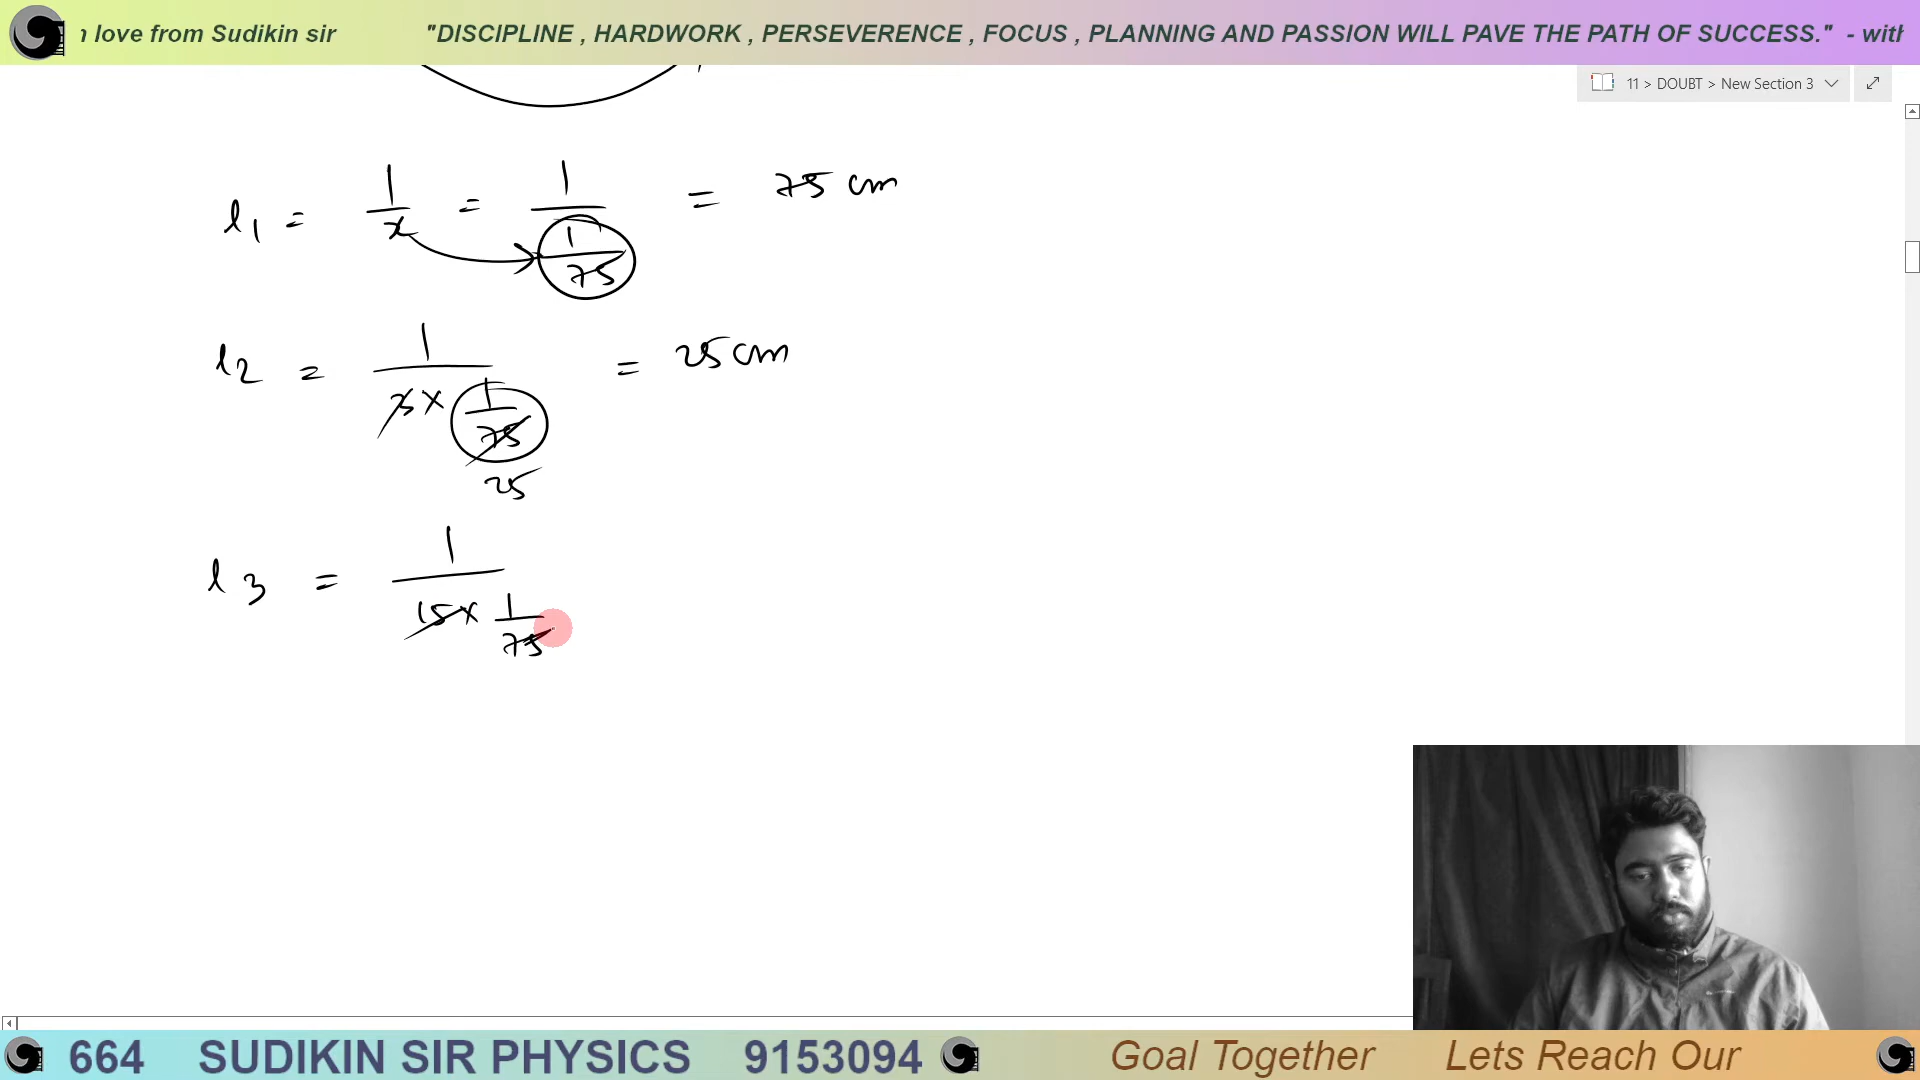 n love from Sudikin sir "DISCIPLINE , HARDWORK , PERSEVERENCE , FOCUS , PLANNING AND PASSION WILL PAVE THE PATH OF SUCCESS." - with
11 > DOUBT > New Section 3
l1 = 1/x = 1/(1/75) = 75 cm
l2 = 1/(3 × 1/75) = 25 cm
25
l3 = 1/(15 × 1/75)
664 SUDIKIN SIR PHYSICS 9153094 Goal Together Lets Reach Our